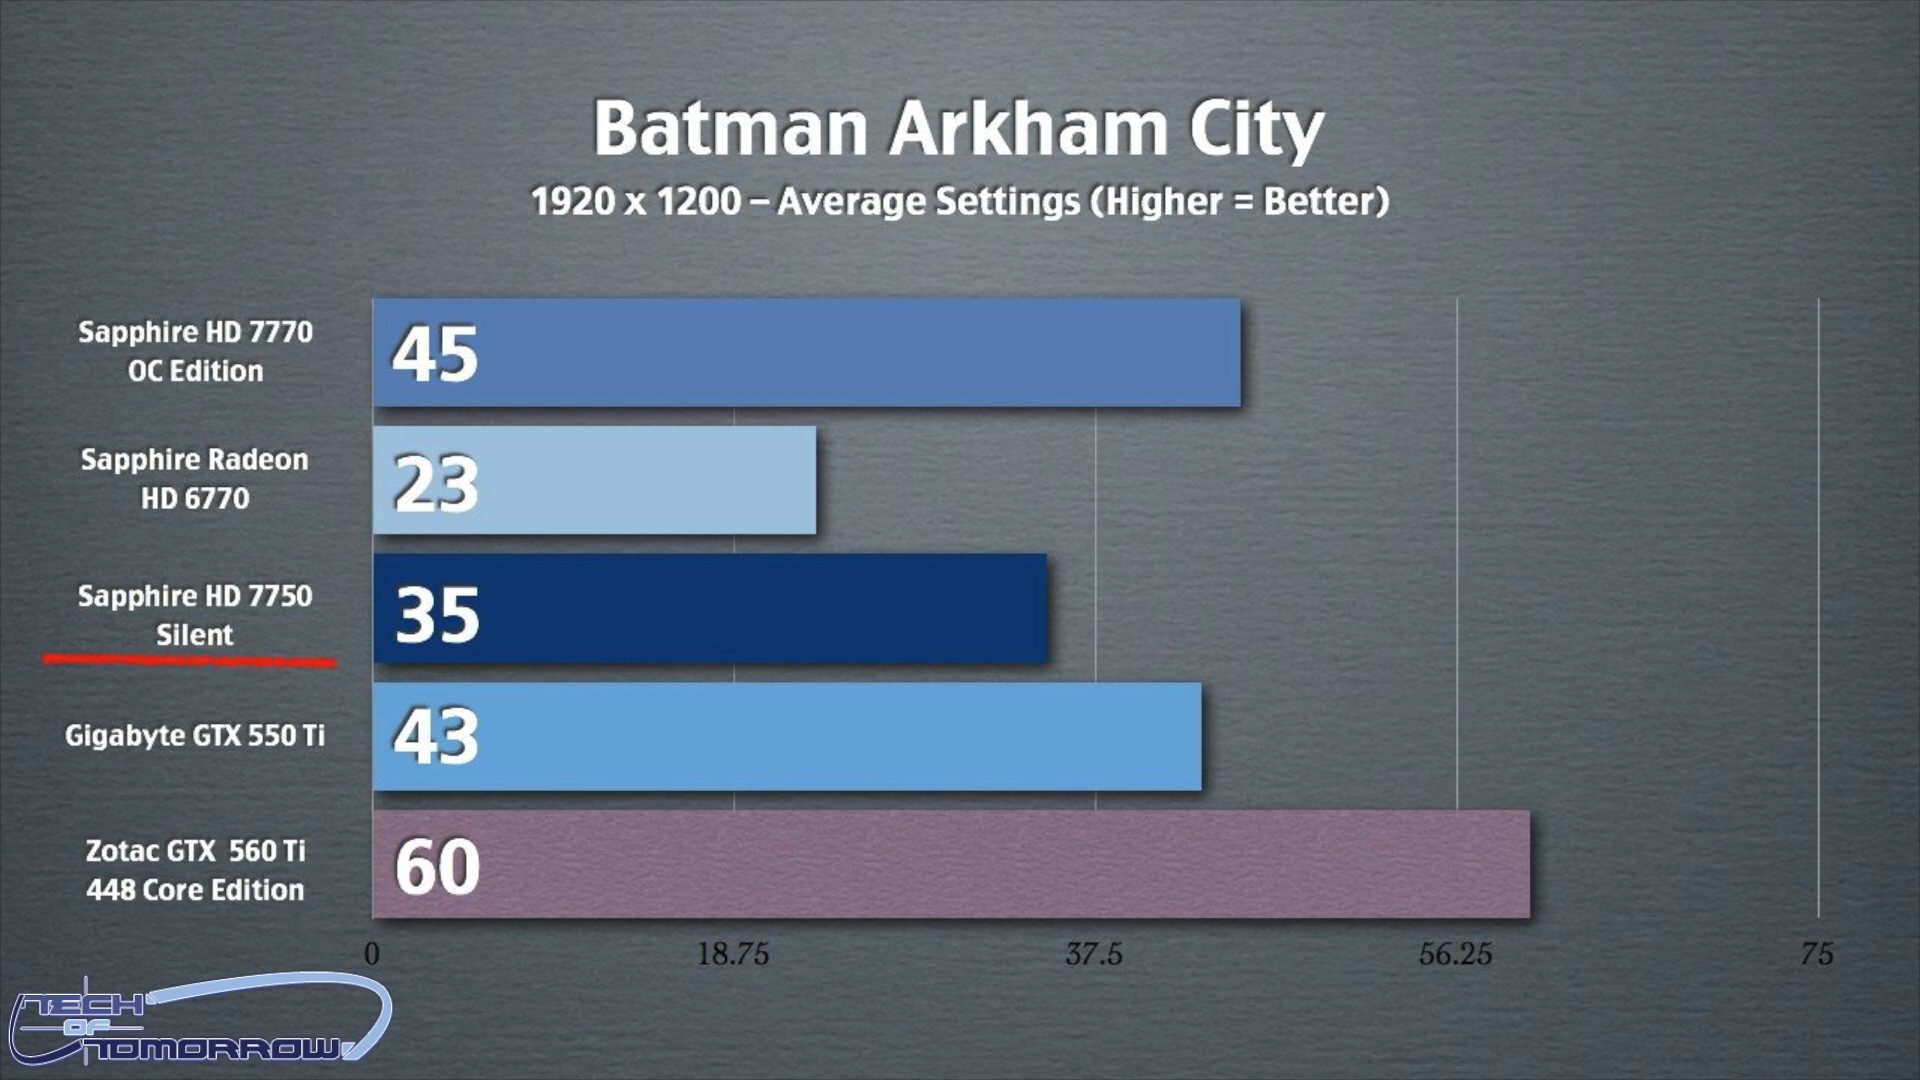 Batman Arkham City
1920 x 1200 – Average Settings (Higher = Better)
Sapphire HD 7770
OC Edition
45
Sapphire Radeon
HD 6770
23
Sapphire HD 7750
Silent
35
Gigabyte GTX 550 Ti
43
Zotac GTX 560 Ti
448 Core Edition
60
0 18.75 37.5 56.25 75
TECH
OF
TOMORROW